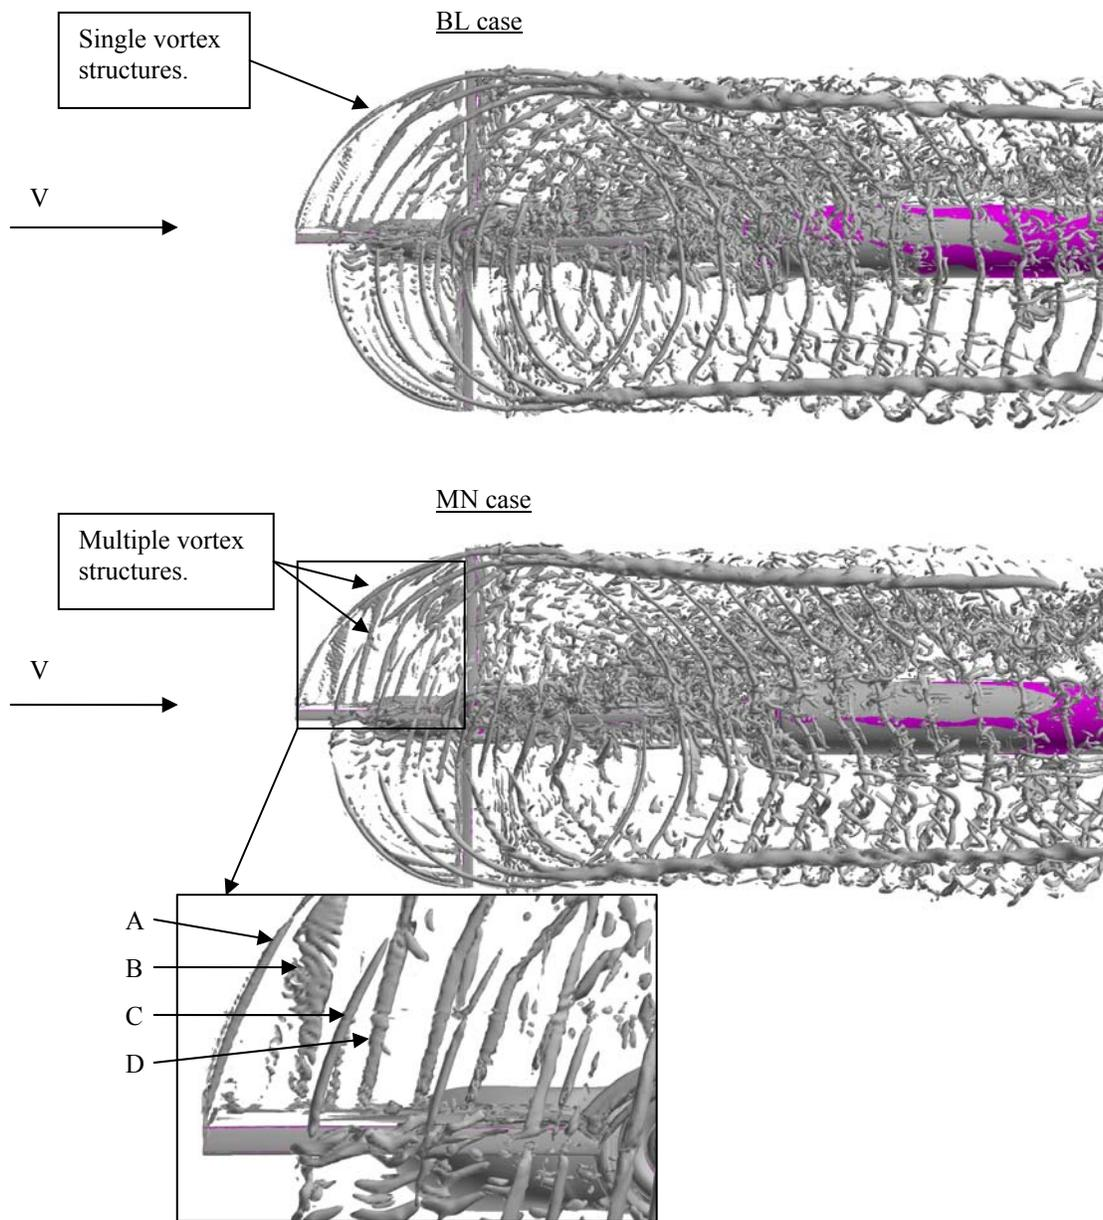 BL case
Single vortex
structures.
V
MN case
Multiple vortex
structures.
V
A
B
C
D